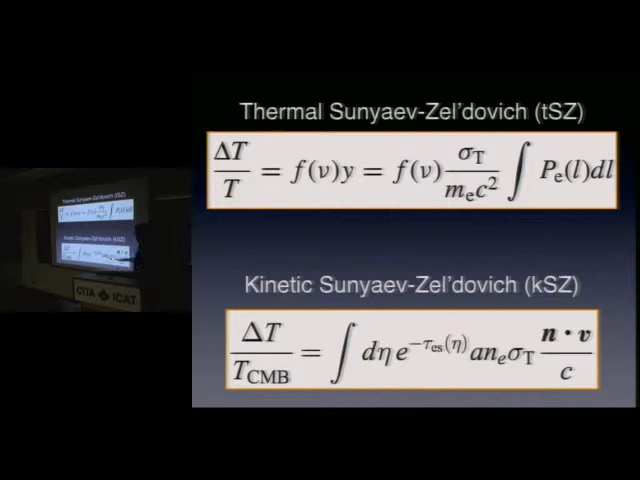 Thermal Sunyaev-Zel'dovich (tSZ)
ΔT/T = f(ν)y = f(ν) σ_T/(m_e c²) ∫ P_e(l)dl
Kinetic Sunyaev-Zel'dovich (kSZ)
ΔT/T_CMB = ∫ dη e^{−τ_es(η)} a n_e σ_T (n · v)/c
CITA ICAT